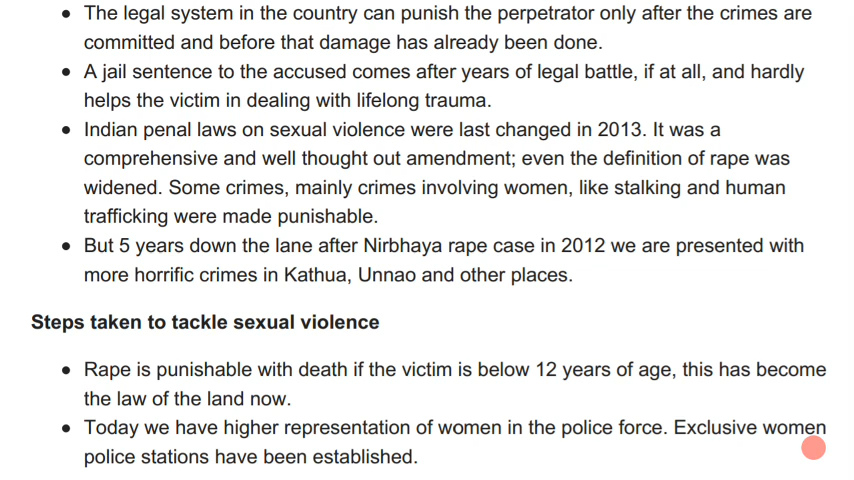 ● The legal system in the country can punish the perpetrator only after the crimes are
committed and before that damage has already been done.
● A jail sentence to the accused comes after years of legal battle, if at all, and hardly
helps the victim in dealing with lifelong trauma.
● Indian penal laws on sexual violence were last changed in 2013. It was a
comprehensive and well thought out amendment; even the definition of rape was
widened. Some crimes, mainly crimes involving women, like stalking and human
trafficking were made punishable.
● But 5 years down the lane after Nirbhaya rape case in 2012 we are presented with
more horrific crimes in Kathua, Unnao and other places.
Steps taken to tackle sexual violence
● Rape is punishable with death if the victim is below 12 years of age, this has become
the law of the land now.
● Today we have higher representation of women in the police force. Exclusive women
police stations have been established.